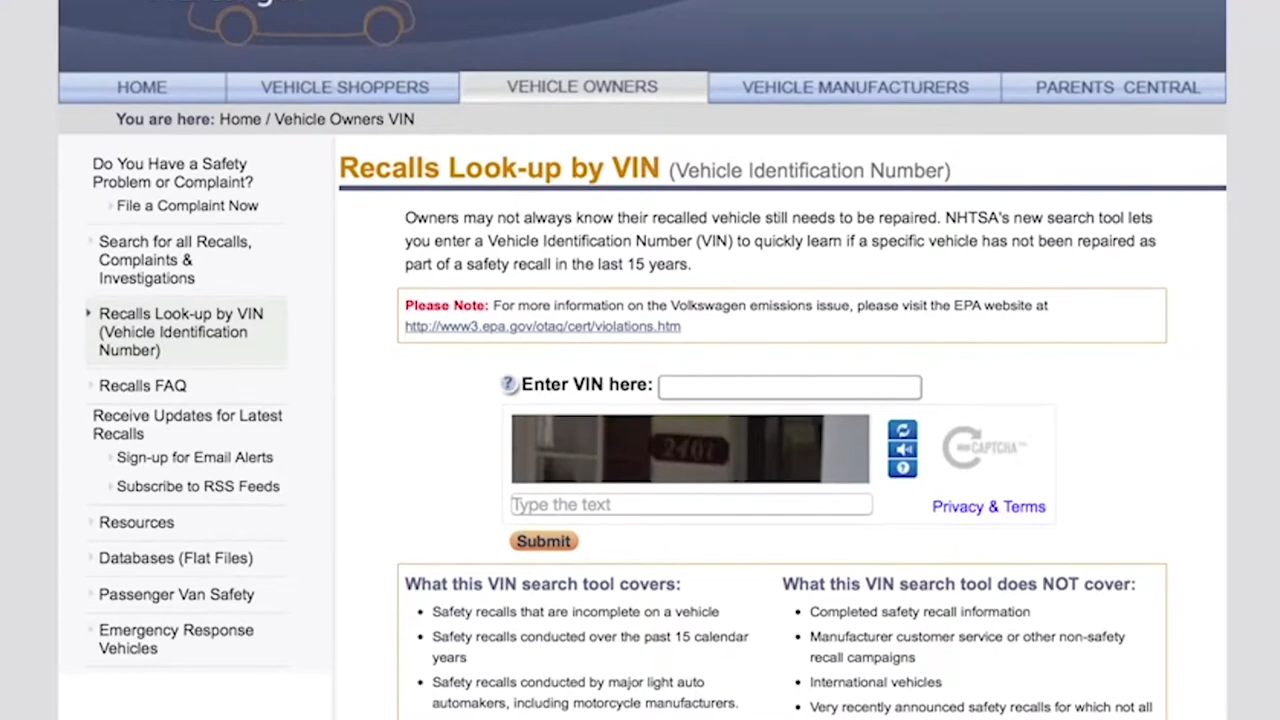 HOME
VEHICLE SHOPPERS
VEHICLE OWNERS
VEHICLE MANUFACTURERS
PARENTS CENTRAL
You are here: Home / Vehicle Owners VIN
Do You Have a Safety
Problem or Complaint?
File a Complaint Now
Search for all Recalls,
Complaints &
Investigations
Recalls Look-up by VIN
(Vehicle Identification
Number)
Recalls FAQ
Receive Updates for Latest
Recalls
Sign-up for Email Alerts
Subscribe to RSS Feeds
Resources
Databases (Flat Files)
Passenger Van Safety
Emergency Response
Vehicles
Recalls Look-up by VIN (Vehicle Identification Number)
Owners may not always know their recalled vehicle still needs to be repaired. NHTSA's new search tool lets
you enter a Vehicle Identification Number (VIN) to quickly learn if a specific vehicle has not been repaired as
part of a safety recall in the last 15 years.
Please Note: For more information on the Volkswagen emissions issue, please visit the EPA website at
http://www3.epa.gov/otaq/cert/violations.htm
? Enter VIN here:
2407
?
reCAPTCHA™
Type the text
Privacy & Terms
Submit
What this VIN search tool covers:
Safety recalls that are incomplete on a vehicle
Safety recalls conducted over the past 15 calendar
years
Safety recalls conducted by major light auto
automakers, including motorcycle manufacturers.
What this VIN search tool does NOT cover:
Completed safety recall information
Manufacturer customer service or other non-safety
recall campaigns
International vehicles
Very recently announced safety recalls for which not all